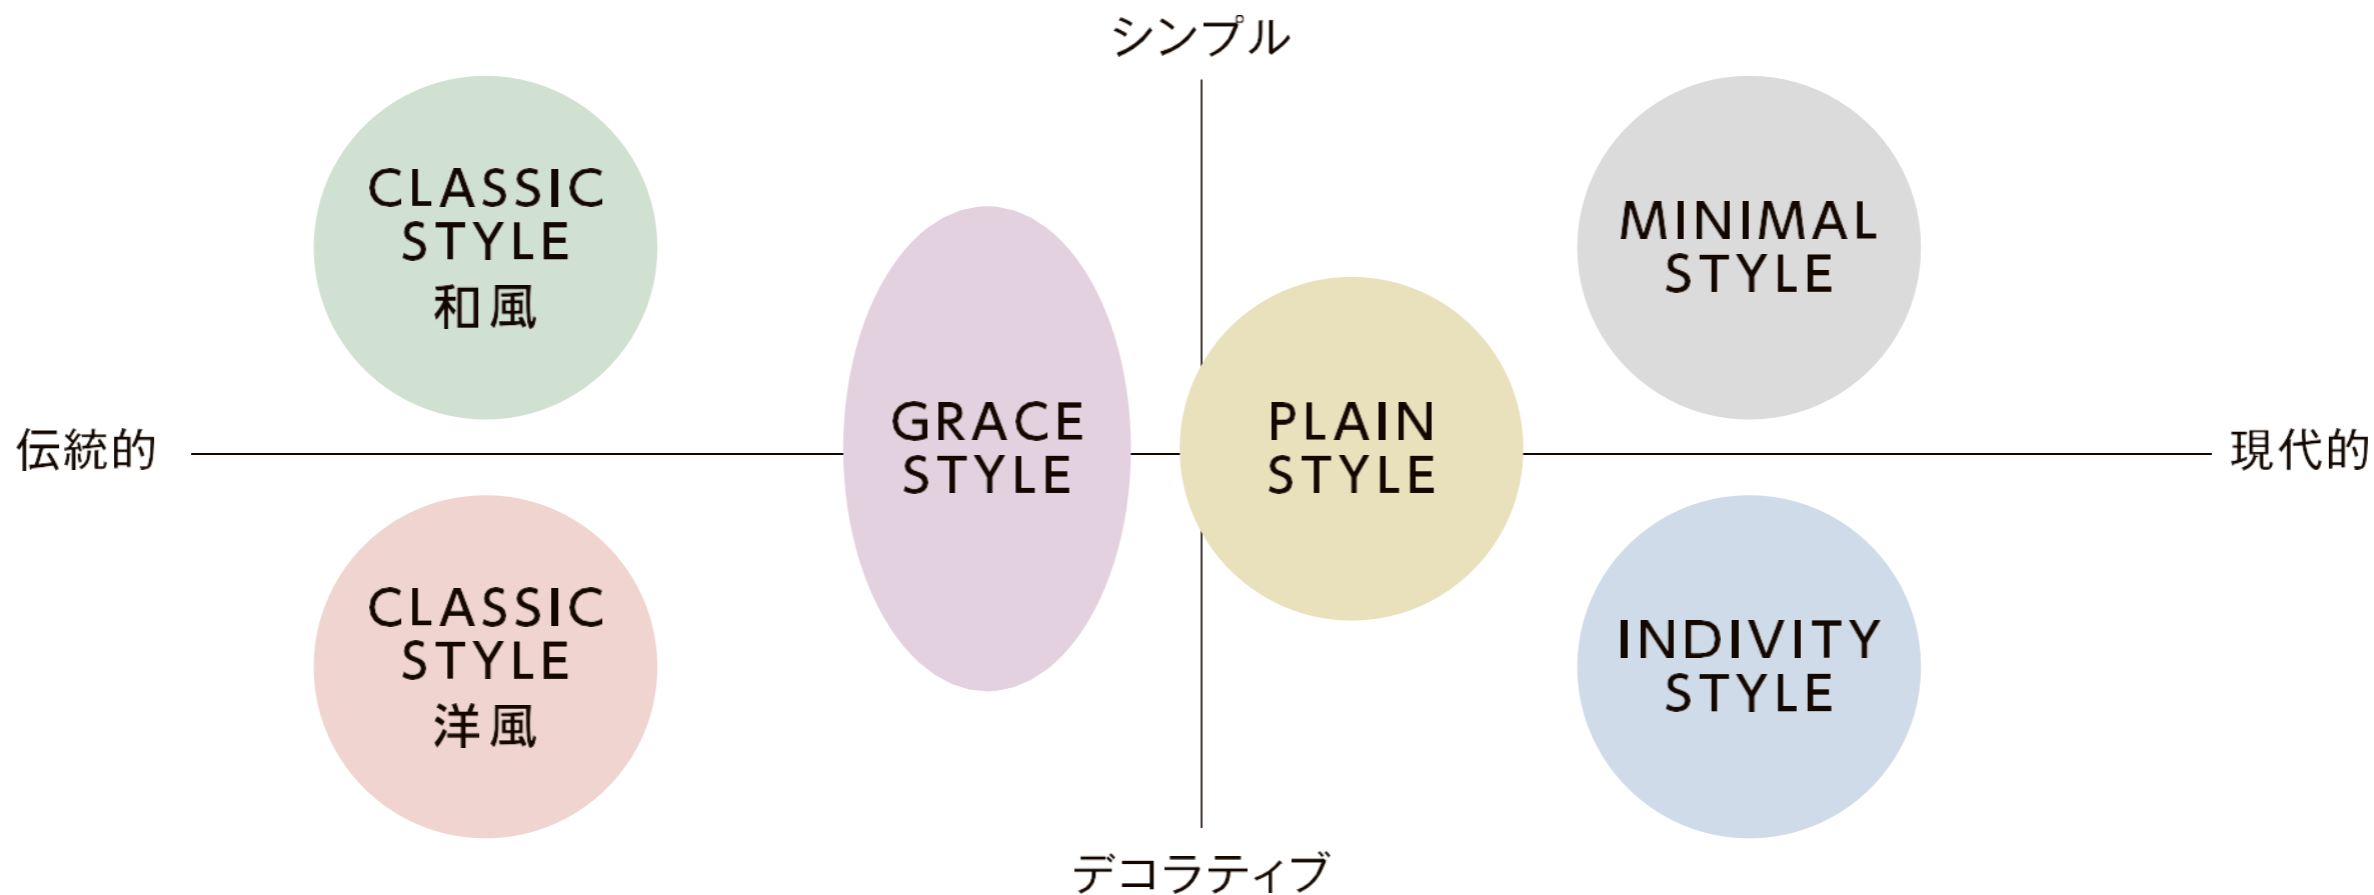 シンプル
CLASSIC
STYLE
和風
MINIMAL
STYLE
伝統的
GRACE
STYLE
PLAIN
STYLE
現代的
CLASSIC
STYLE
洋風
INDIVITY
STYLE
デコラティブ